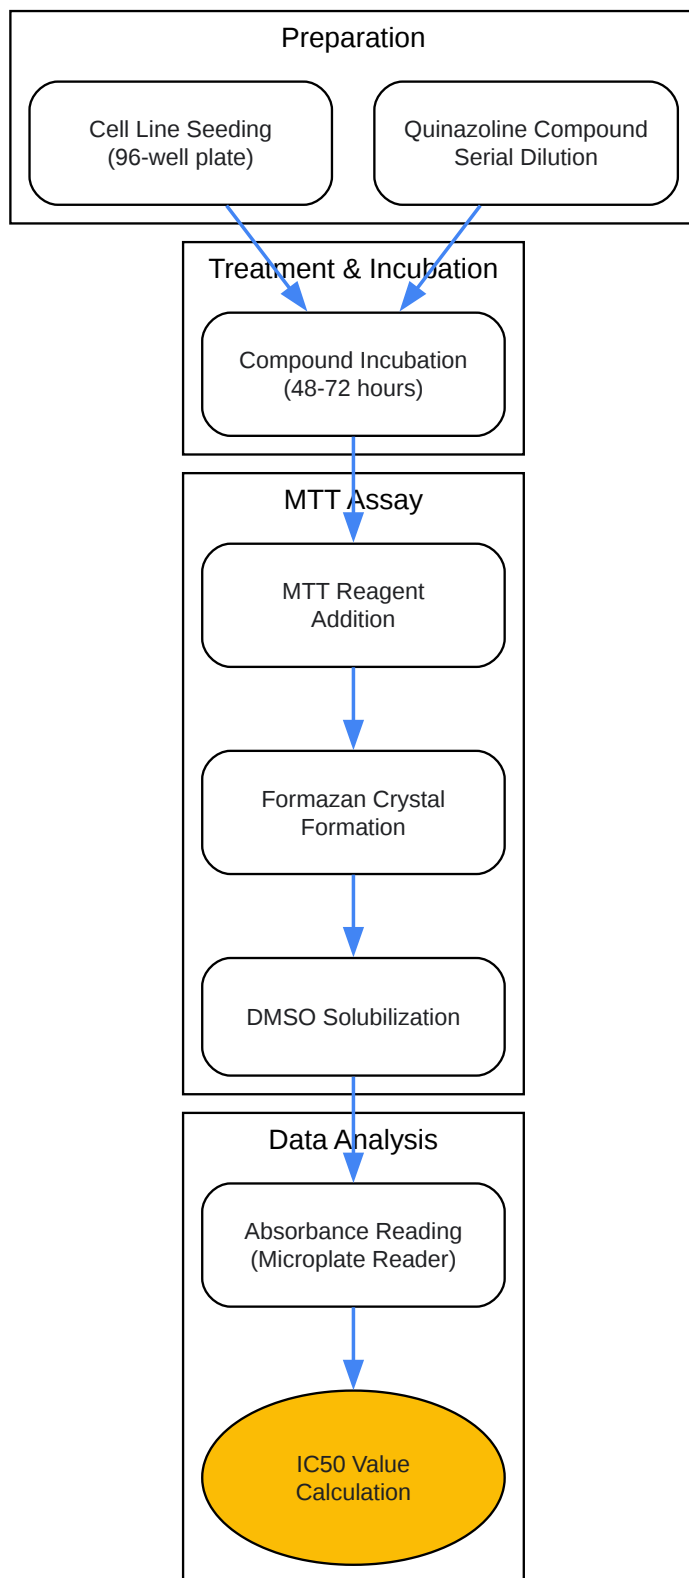 Preparation
Cell Line Seeding
(96-well plate)
Quinazoline Compound
Serial Dilution
Treatment & Incubation
Compound Incubation
(48-72 hours)
MTT Assay
MTT Reagent
Addition
Formazan Crystal
Formation
DMSO Solubilization
Data Analysis
Absorbance Reading
(Microplate Reader)
IC50 Value
Calculation